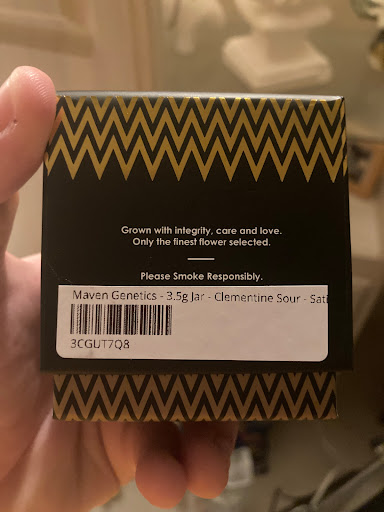 Grown with integrity, care and love.
Only the finest flower selected.
Please Smoke Responsibly.
Maven Genetics - 3.5g Jar - Clementine Sour - Sati
3CGUT7Q8